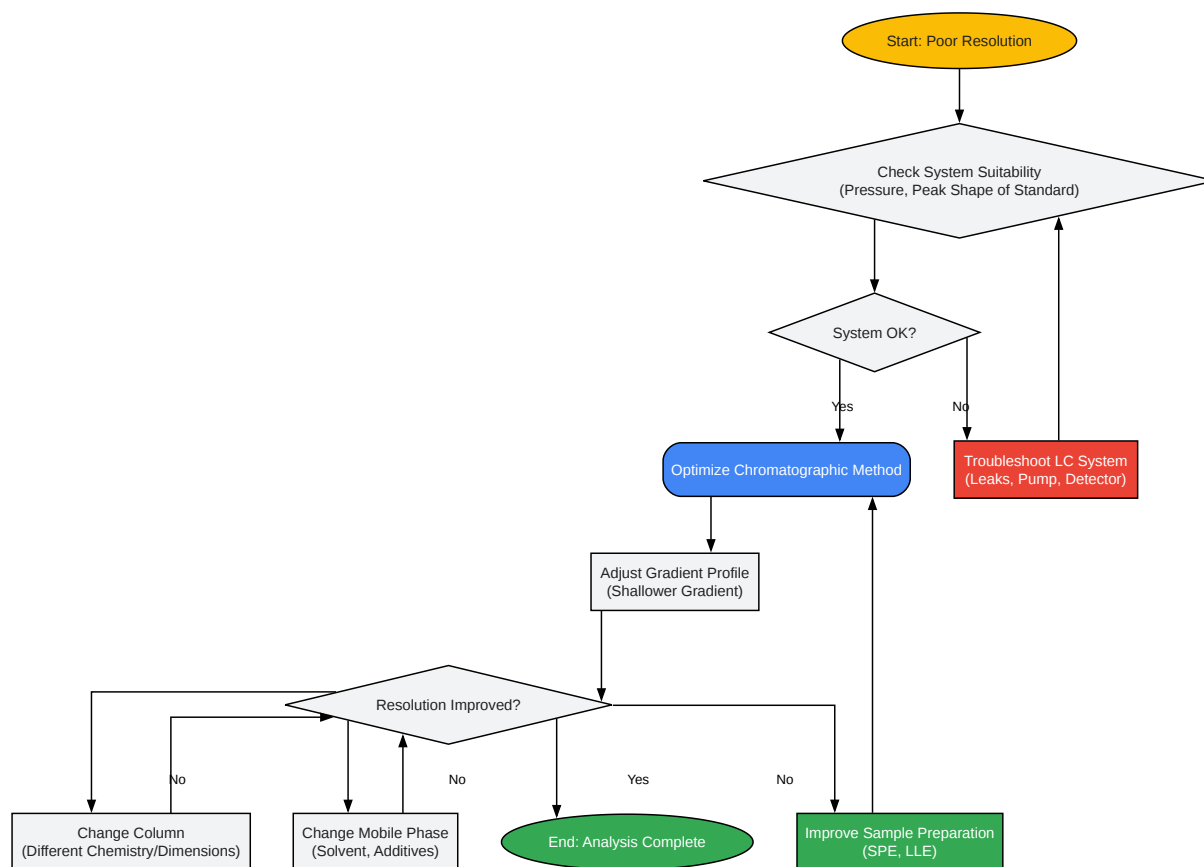 Start: Poor Resolution
Check System Suitability
(Pressure, Peak Shape of Standard)
System OK?
Yes
No
Optimize Chromatographic Method
Troubleshoot LC System
(Leaks, Pump, Detector)
Adjust Gradient Profile
(Shallower Gradient)
Resolution Improved?
No
No
Yes
No
Change Column
(Different Chemistry/Dimensions)
Change Mobile Phase
(Solvent, Additives)
End: Analysis Complete
Improve Sample Preparation
(SPE, LLE)